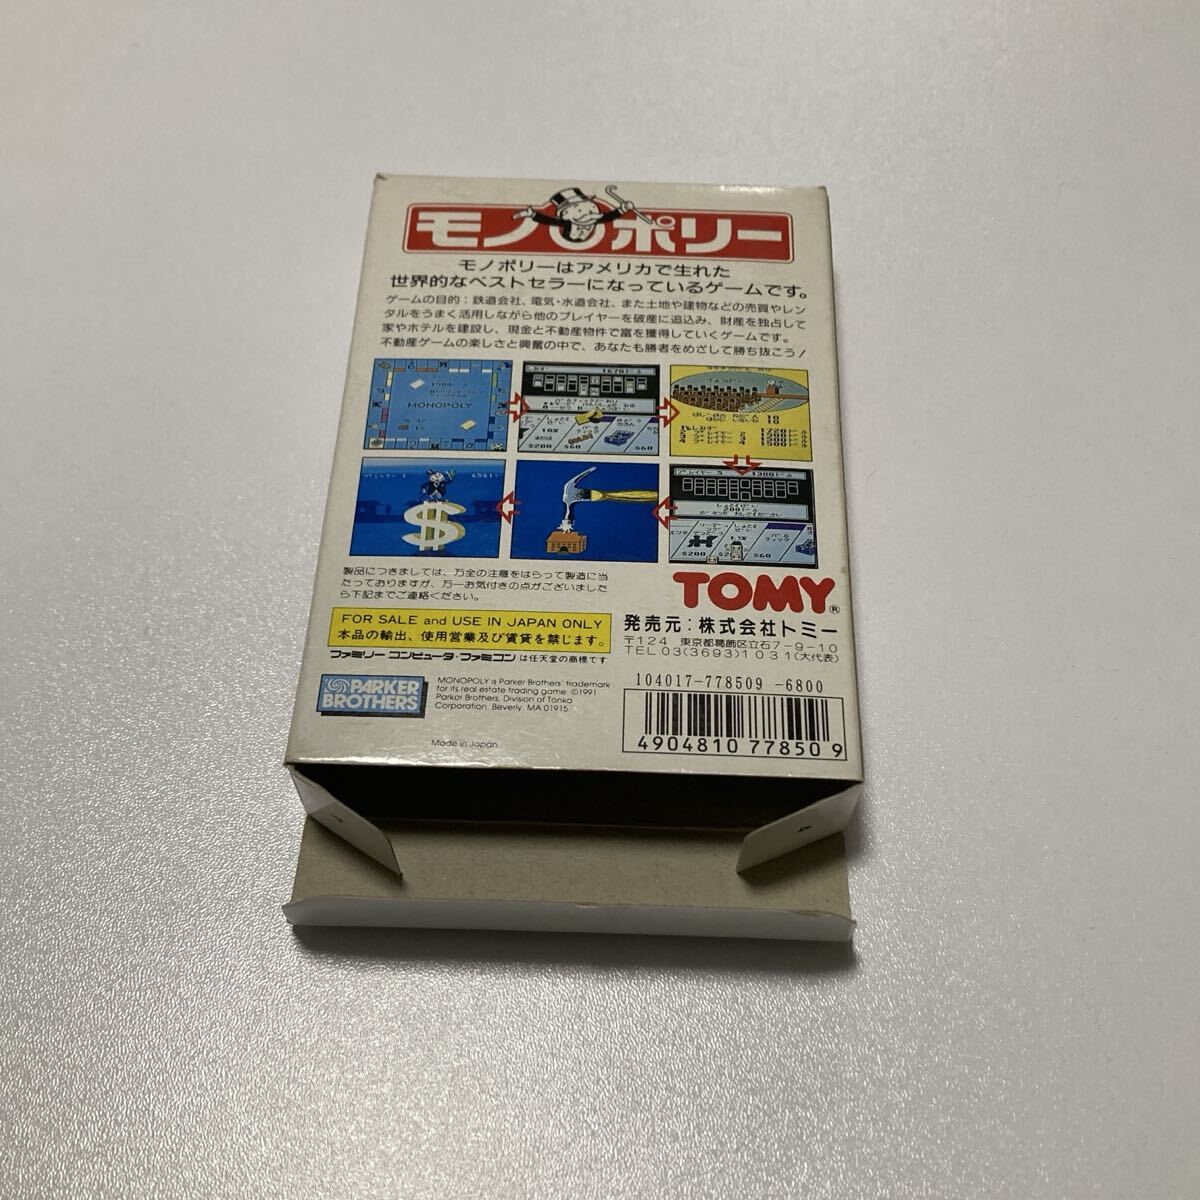 モノポリー
モノポリーはアメリカで生れた
世界的なベストセラーになっているゲームです。
ゲームの目的：鉄道会社、電気・水道会社、また土地や建物などの売買やレン
タルをうまく活用しながら他のプレイヤーを破産に追込み、財産を独占して
家やホテルを建設し、現金と不動産物件で富を獲得していくゲームです。
不動産ゲームの楽しさと興奮の中で、あなたも勝者をめざして勝ち抜こう！
MONOPOLY
製品につきましては、万全の注意をはらって製造に当
たっておりますが、万一お気付きの点がございました
ら下記までご連絡ください。
FOR SALE and USE IN JAPAN ONLY
本品の輸出、使用営業及び賃貸を禁じます。
ファミリー コンピュータ・ファミコン は任天堂の商標です
PARKER
BROTHERS
MONOPOLY is Parker Brothers' trademark
for its real estate trading game. ©1991
Parker Brothers, Division of Tonka
Corporation, Beverly, MA 01915
Made in Japan
TOMY®
発売元：株式会社トミー
〒124 東京都葛飾区立石7-9-10
TEL 03(3693)1031(大代表)
104017-778509 -6800
4904810 77850 9